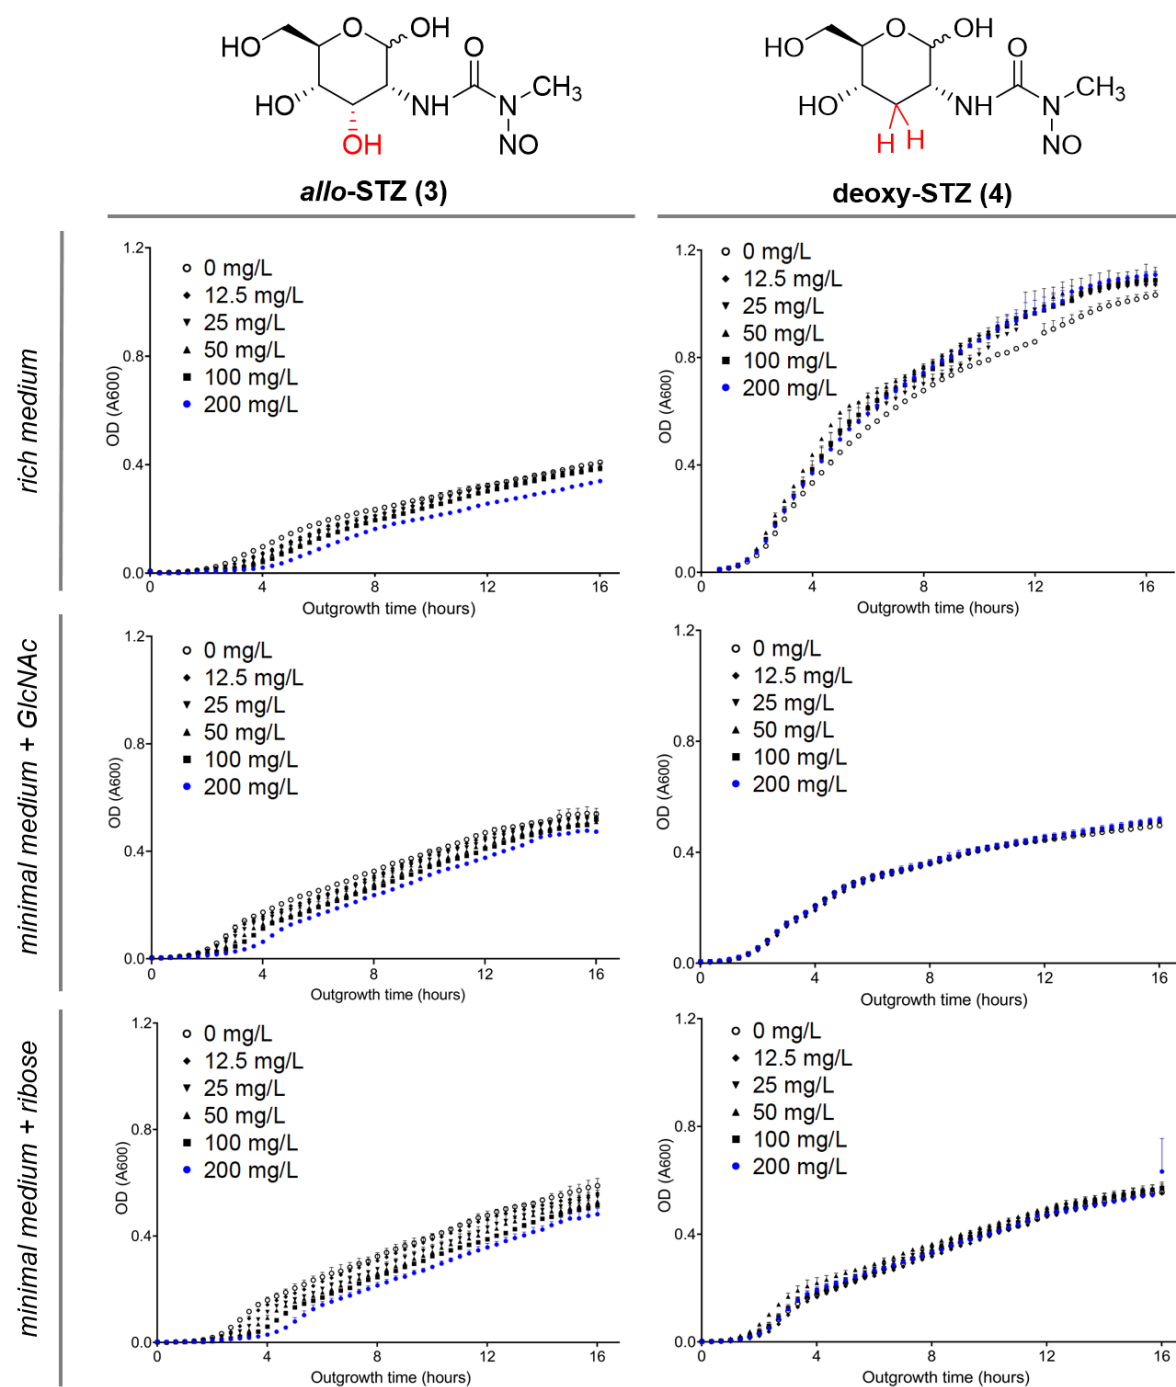 HO
O
OH
O
HO
NH
N
CH3
OH
NO
allo-STZ (3)
HO
O
OH
O
HO
NH
N
CH3
H
H
NO
deoxy-STZ (4)
rich medium
1.2
0.8
0.4
0.0
OD (A600)
0 mg/L
12.5 mg/L
25 mg/L
50 mg/L
100 mg/L
200 mg/L
0 4 8 12 16
Outgrowth time (hours)
1.2
0.8
0.4
0.0
OD (A600)
0 mg/L
12.5 mg/L
25 mg/L
50 mg/L
100 mg/L
200 mg/L
0 4 8 12 16
Outgrowth time (hours)
minimal medium + GlcNAc
1.2
0.8
0.4
0.0
OD (A600)
0 mg/L
12.5 mg/L
25 mg/L
50 mg/L
100 mg/L
200 mg/L
0 4 8 12 16
Outgrowth time (hours)
1.2
0.8
0.4
0.0
OD (A600)
0 mg/L
12.5 mg/L
25 mg/L
50 mg/L
100 mg/L
200 mg/L
0 4 8 12 16
Outgrowth time (hours)
minimal medium + ribose
1.2
0.8
0.4
0.0
OD (A600)
0 mg/L
12.5 mg/L
25 mg/L
50 mg/L
100 mg/L
200 mg/L
0 4 8 12 16
Outgrowth time (hours)
1.2
0.8
0.4
0.0
OD (A600)
0 mg/L
12.5 mg/L
25 mg/L
50 mg/L
100 mg/L
200 mg/L
0 4 8 12 16
Outgrowth time (hours)